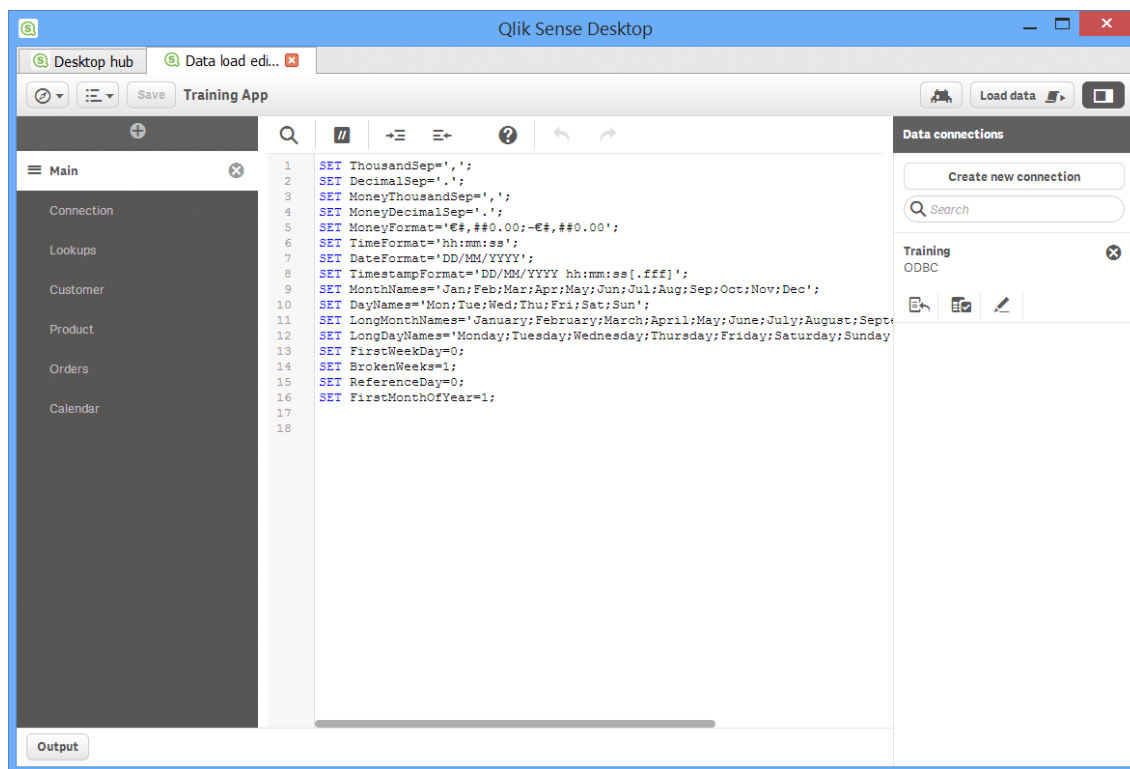 Qlik Sense Desktop
Desktop hub
Data load edi...
Save
Training App
Load data
Main
Connection
Lookups
Customer
Product
Orders
Calendar
1 SET ThousandSep=',';
2 SET DecimalSep='.';
3 SET MoneyThousandSep=',';
4 SET MoneyDecimalSep='.';
5 SET MoneyFormat='€#,##0.00;-€#,##0.00';
6 SET TimeFormat='hh:mm:ss';
7 SET DateFormat='DD/MM/YYYY';
8 SET TimestampFormat='DD/MM/YYYY hh:mm:ss[.fff]';
9 SET MonthNames='Jan;Feb;Mar;Apr;May;Jun;Jul;Aug;Sep;Oct;Nov;Dec';
10 SET DayNames='Mon;Tue;Wed;Thu;Fri;Sat;Sun';
11 SET LongMonthNames='January;February;March;April;May;June;July;August;Septe
12 SET LongDayNames='Monday;Tuesday;Wednesday;Thursday;Friday;Saturday;Sunday
13 SET FirstWeekDay=0;
14 SET BrokenWeeks=1;
15 SET ReferenceDay=0;
16 SET FirstMonthOfYear=1;
17
18
Data connections
Create new connection
Search
Training
ODBC
Output